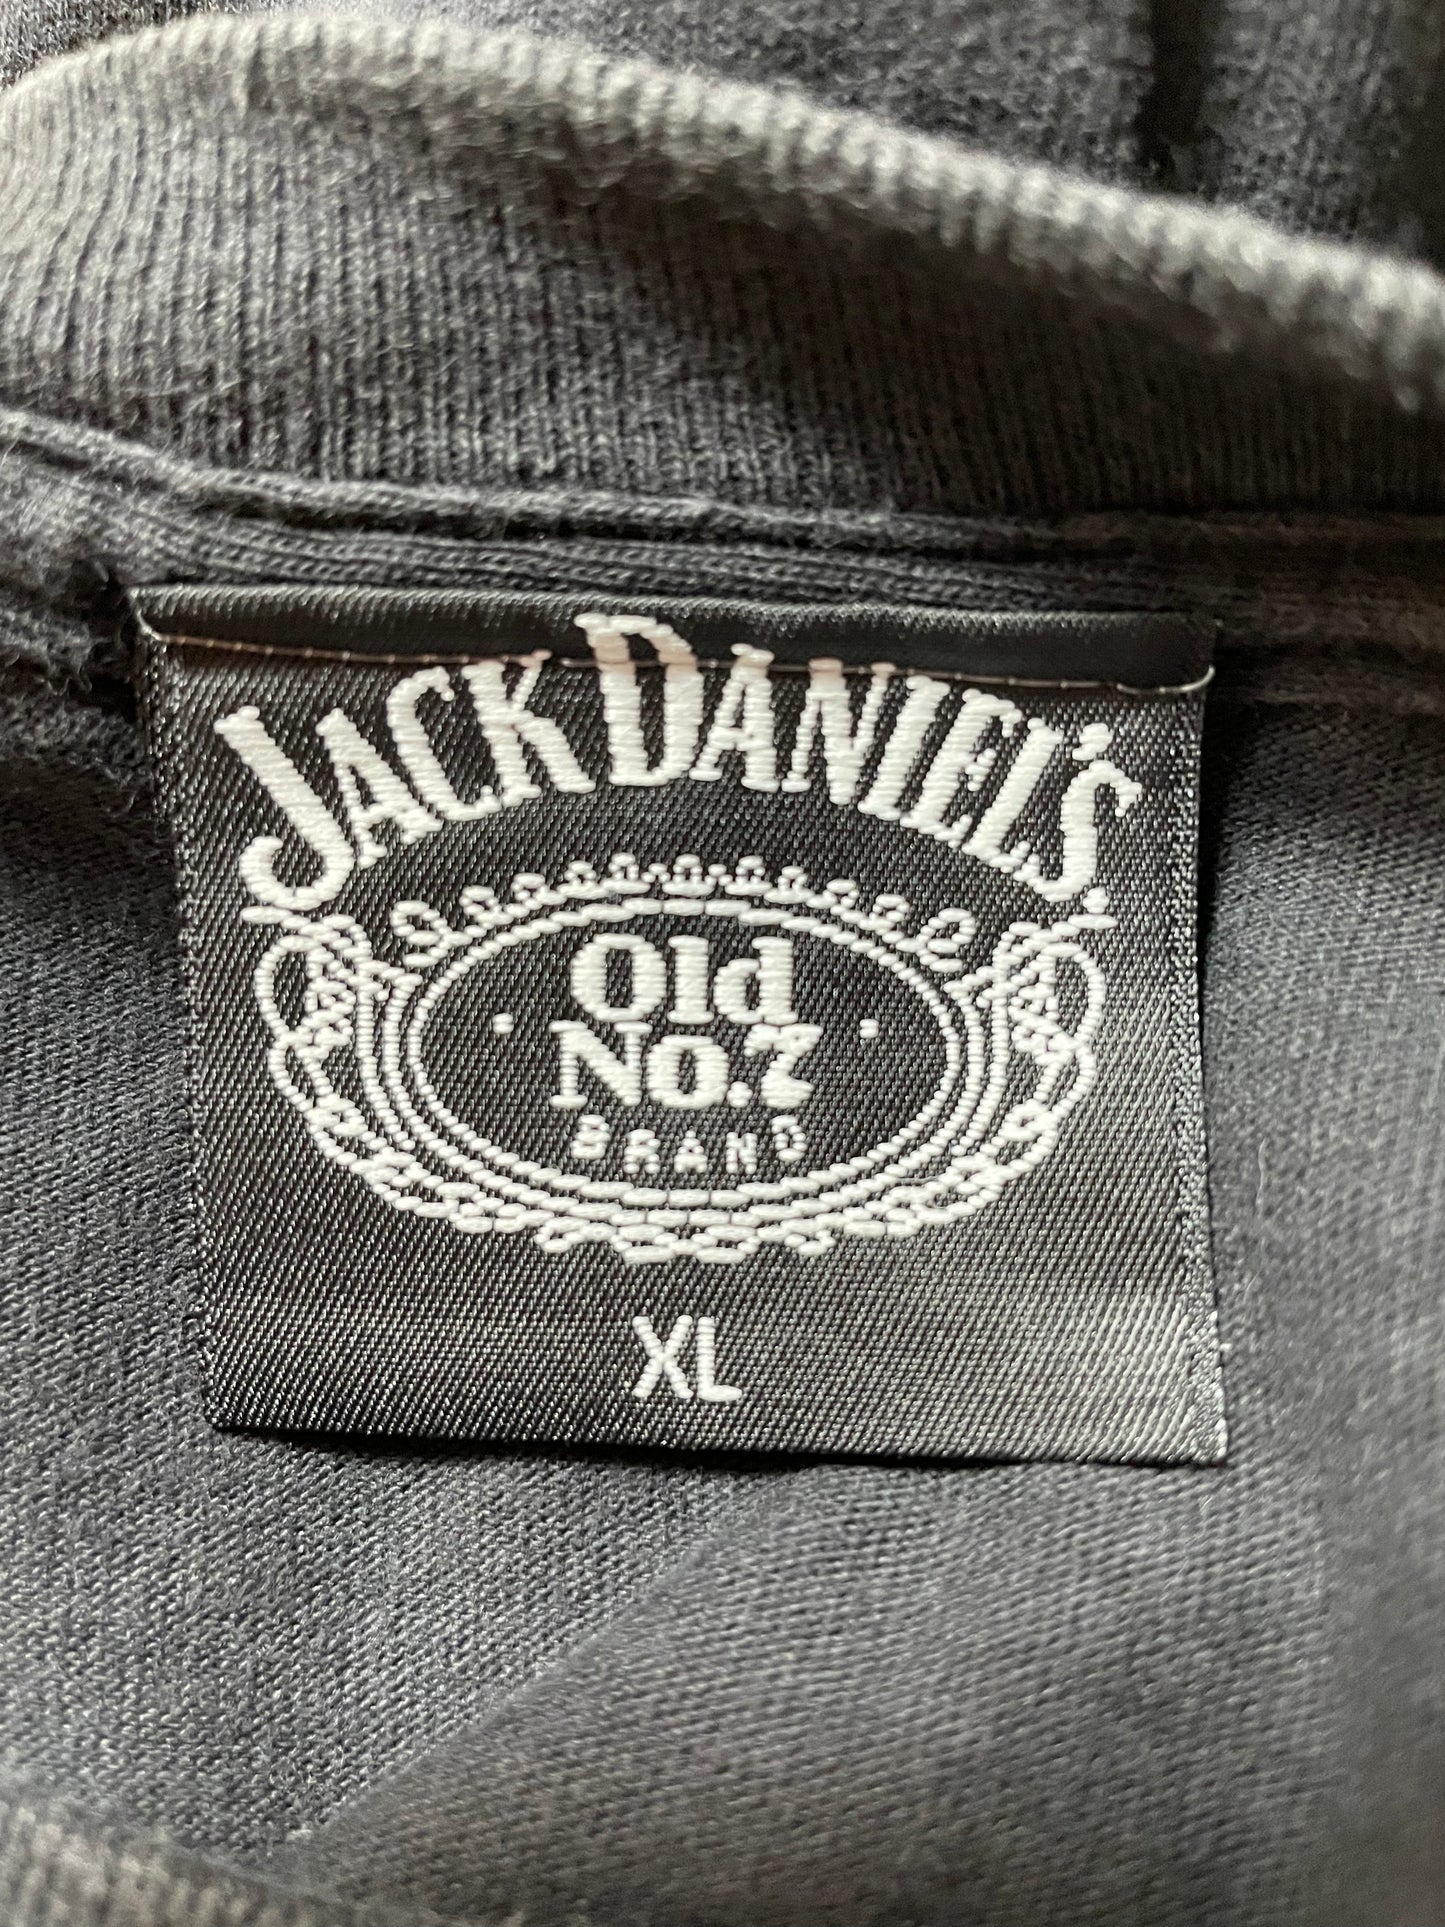 JACK DANIEL'S
Old
No.7
BRAND
XL